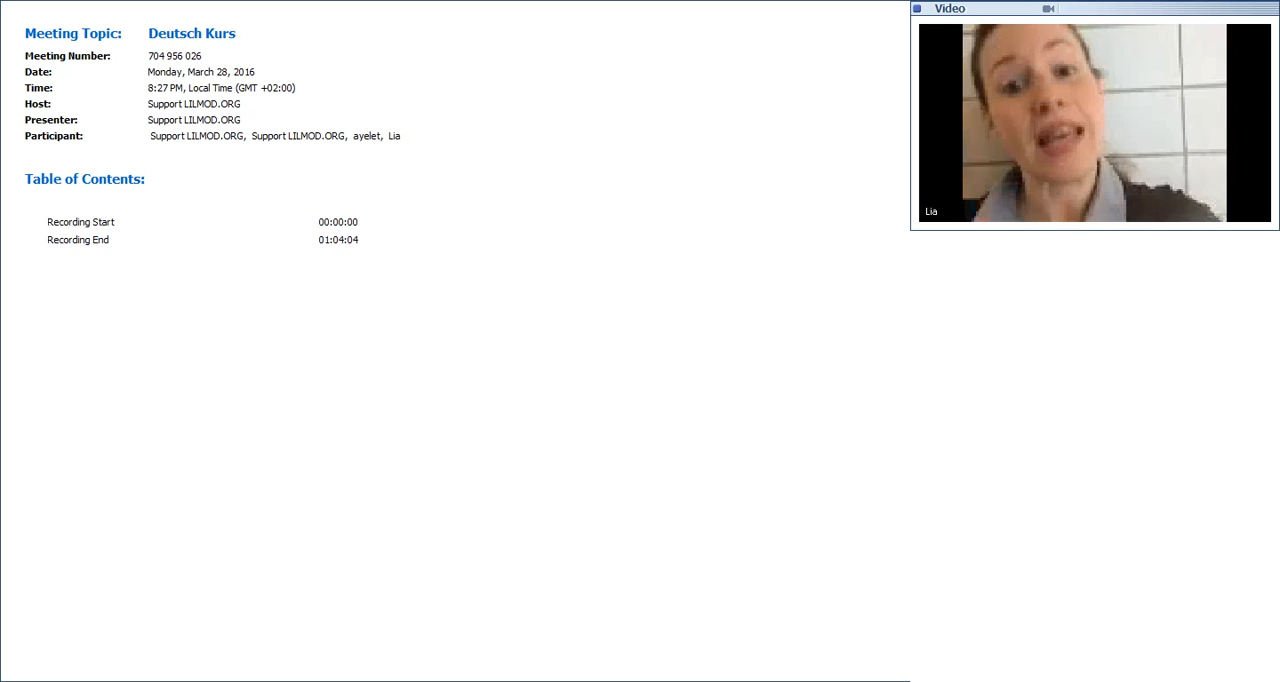 Meeting Topic: Deutsch Kurs
Meeting Number: 704 956 026
Date: Monday, March 28, 2016
Time: 8:27 PM, Local Time (GMT +02:00)
Host: Support LILMOD.ORG
Presenter: Support LILMOD.ORG
Participant: Support LILMOD.ORG, Support LILMOD.ORG, ayelet, Lia
Table of Contents:
Recording Start 00:00:00
Recording End 01:04:04
Video
Lia